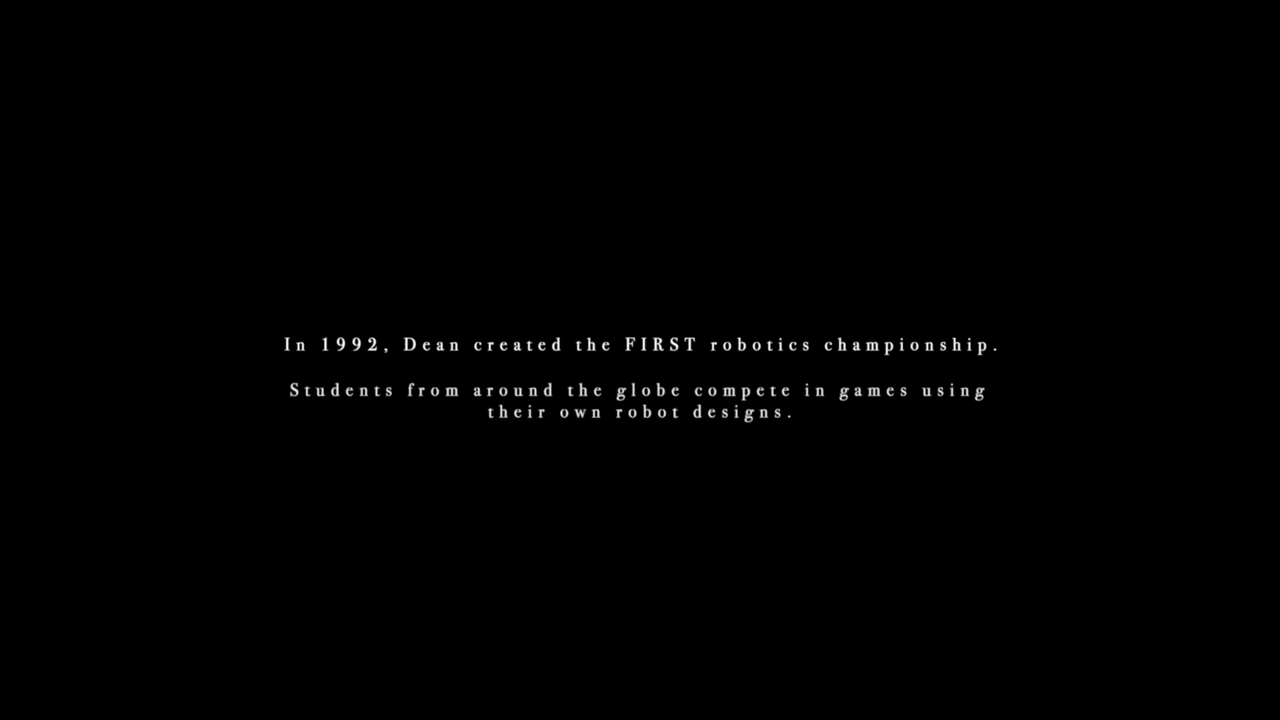 In 1992, Dean created the FIRST robotics championship.
Students from around the globe compete in games using
their own robot designs.